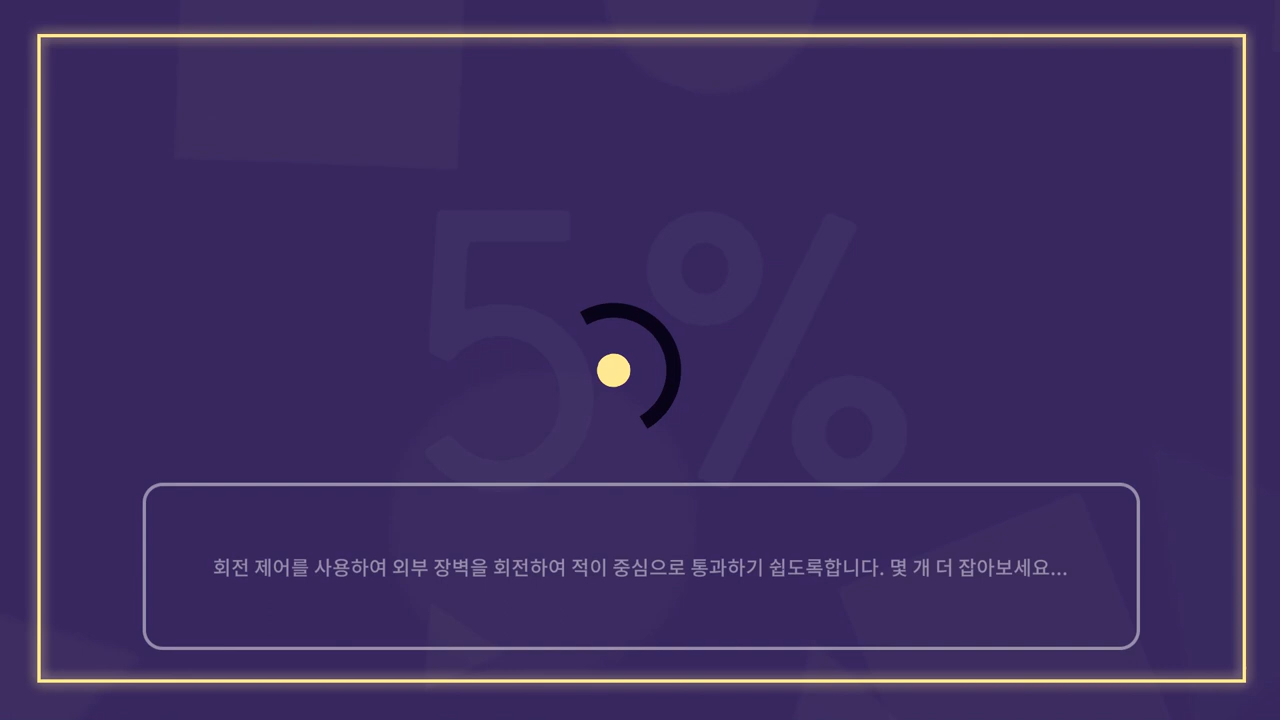 5%
회전 제어를 사용하여 외부 장벽을 회전하여 적이 중심으로 통과하기 쉽도록합니다. 몇 개 더 잡아보세요...